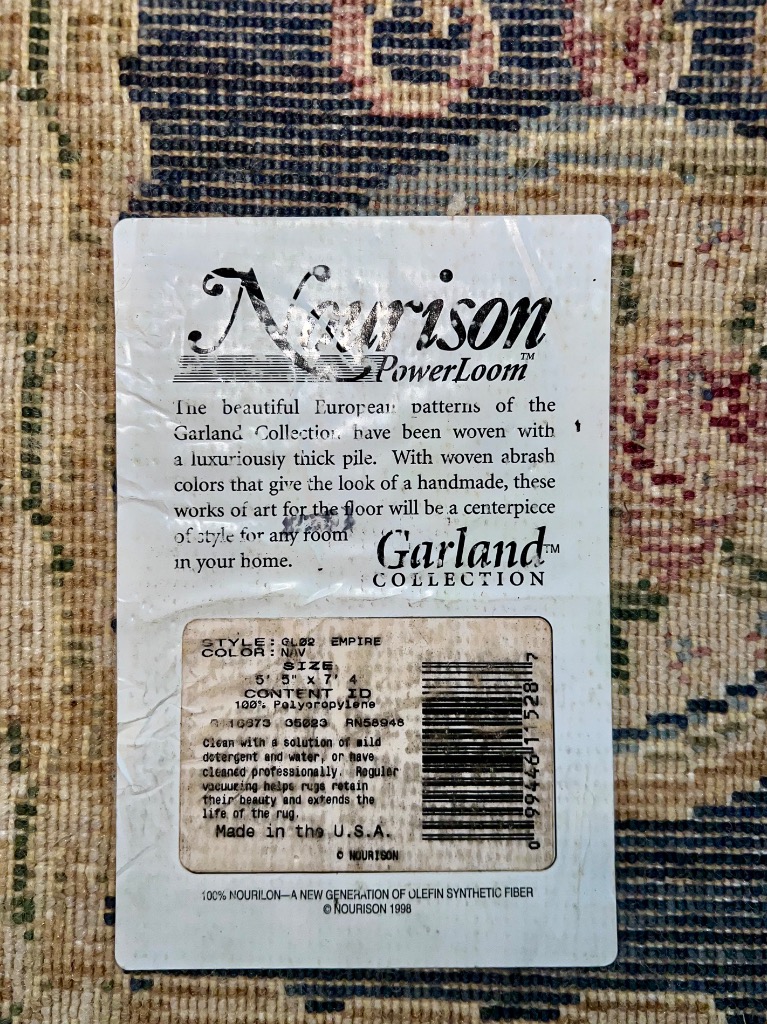 Nourison
PowerLoom™
The beautiful European patterns of the
Garland Collection have been woven with
a luxuriously thick pile. With woven abrash
colors that give the look of a handmade, these
works of art for the floor will be a centerpiece
of style for any room
in your home.
Garland™
COLLECTION
STYLE: GL02 EMPIRE
COLOR: NAV
SIZE
5' 5" x 7' 4
CONTENT ID
100% Polypropylene
35023 RN58948
Clean with a solution of mild
detergent and water, or have
cleaned professionally. Regular
vacuuming helps rugs retain
their beauty and extends the
life of the rug.
Made in the U.S.A.
© NOURISON
0 99446 11528 7
100% NOURILON—A NEW GENERATION OF OLEFIN SYNTHETIC FIBER
© NOURISON 1998